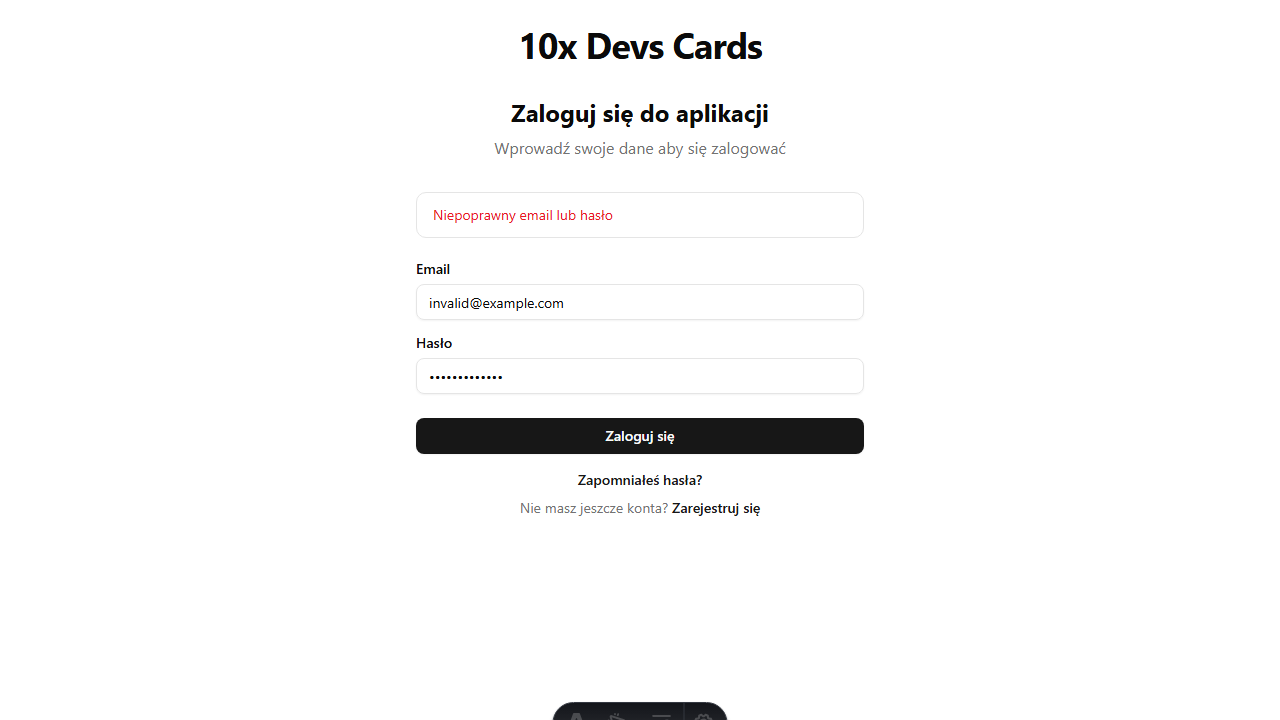 10x Devs Cards
Zaloguj się do aplikacji
Wprowadź swoje dane aby się zalogować
Niepoprawny email lub hasło
Email
invalid@example.com
Hasło
•••••••••••••
Zaloguj się
Zapomniałeś hasła?
Nie masz jeszcze konta? Zarejestruj się